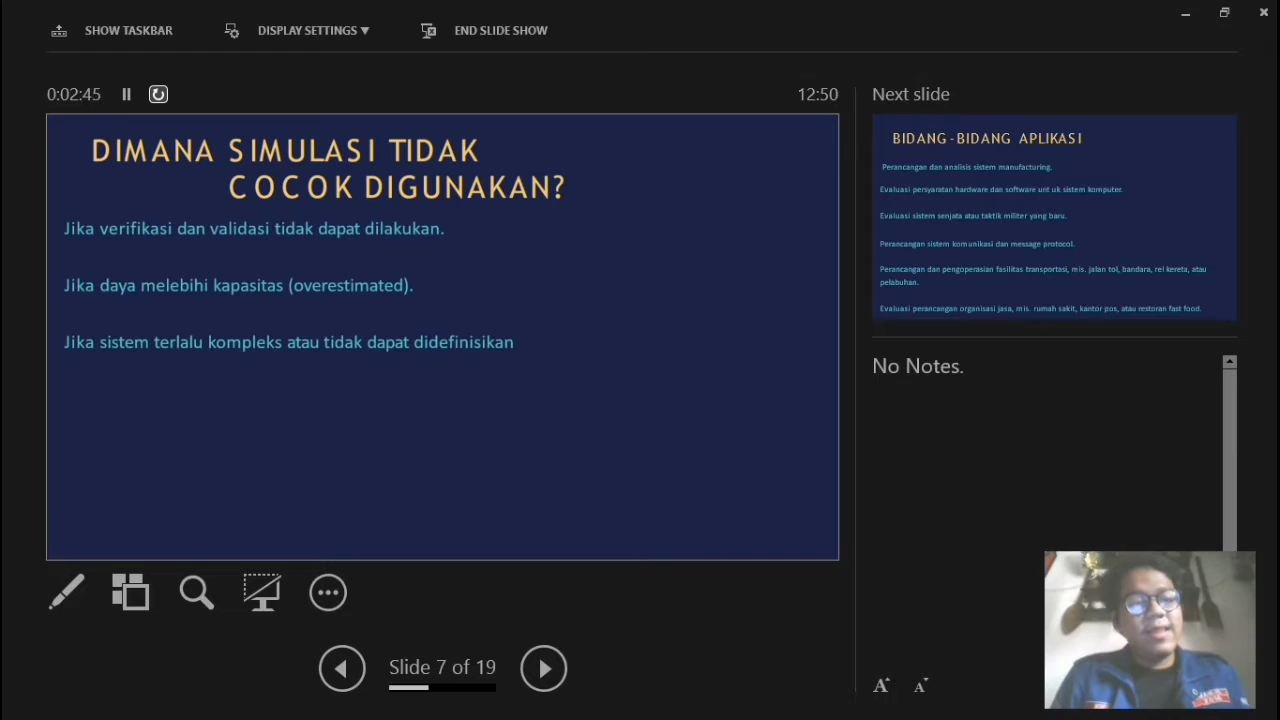 SHOW TASKBAR
DISPLAY SETTINGS
END SLIDE SHOW
0:02:45
12:50
DIMANA SIMULASI TIDAK
COCOK DIGUNAKAN?
Jika verifikasi dan validasi tidak dapat dilakukan.
Jika daya melebihi kapasitas (overestimated).
Jika sistem terlalu kompleks atau tidak dapat didefinisikan
Slide 7 of 19
Next slide
BIDANG-BIDANG APLIKASI
Perancangan dan analisis sistem manufacturing.
Evaluasi persyaratan hardware dan software unt uk sistem komputer.
Evaluasi sistem senjata atau taktik militer yang baru.
Perancangan sistem komunikasi dan message protocol.
Perancangan dan pengoperasian fasilitas transportasi, mis. jalan tol, bandara, rel kereta, atau
pelabuhan.
Evaluasi perancangan organisasi jasa, mis. rumah sakit, kantor pos, atau restoran fast food.
No Notes.
A A